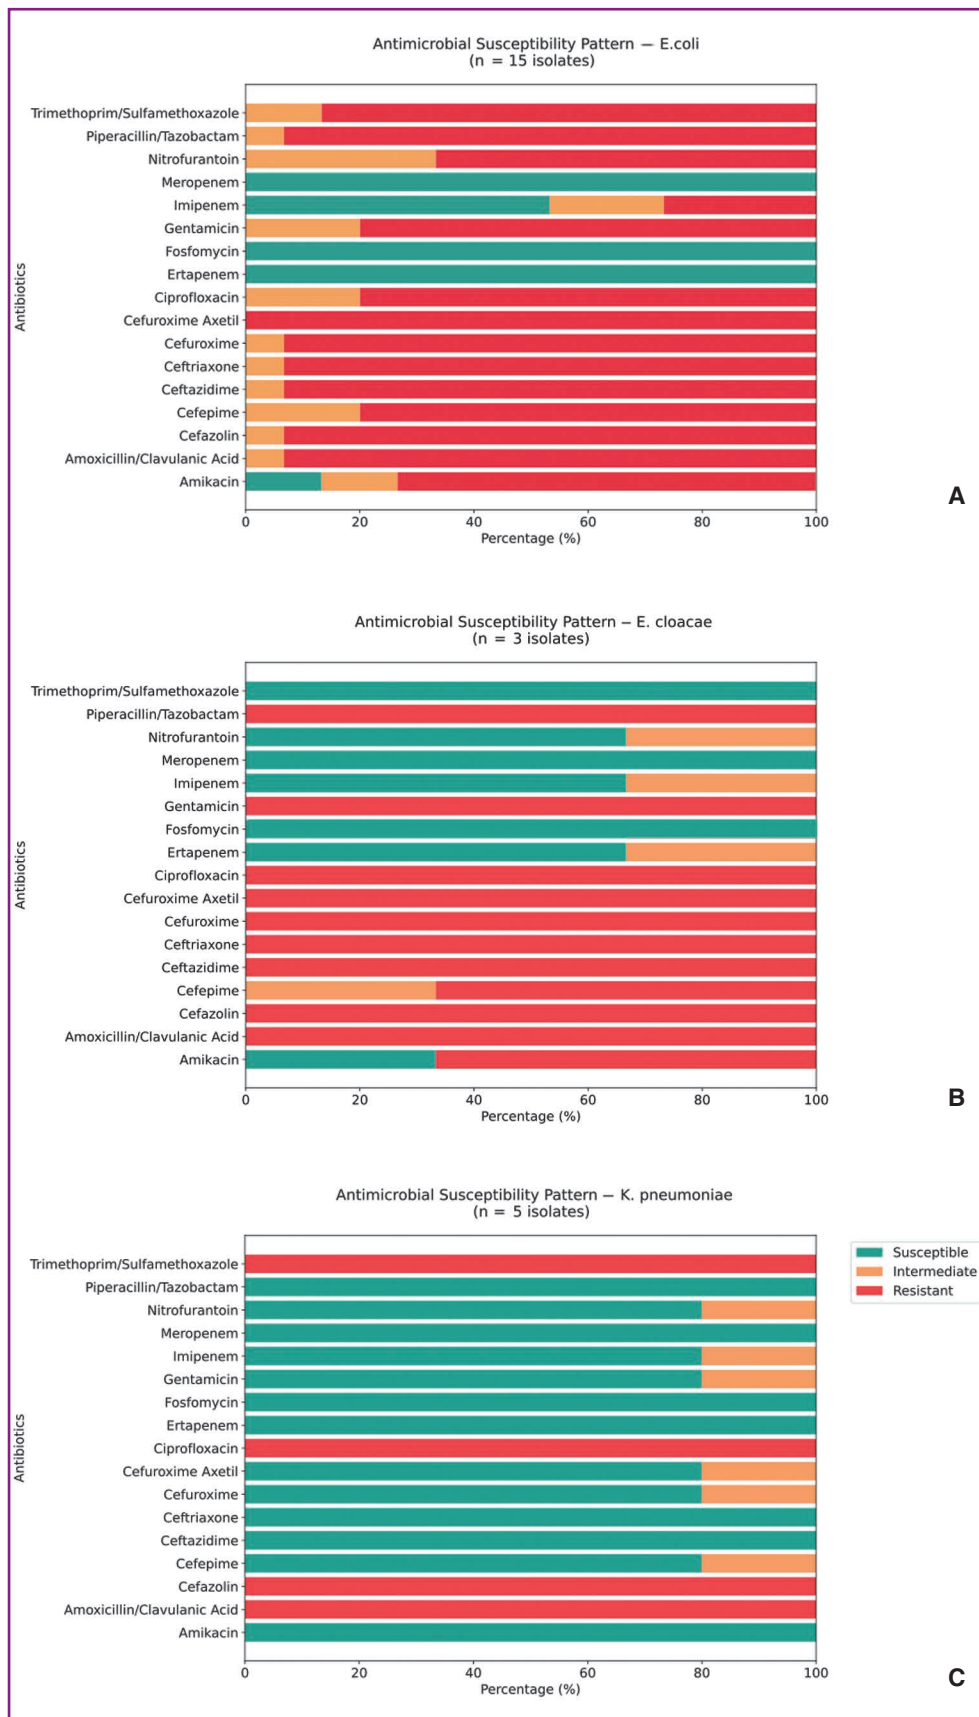 Antimicrobial Susceptibility Pattern — E.coli
(n = 15 isolates)
Antibiotics
Trimethoprim/Sulfamethoxazole
Piperacillin/Tazobactam
Nitrofurantoin
Meropenem
Imipenem
Gentamicin
Fosfomycin
Ertapenem
Ciprofloxacin
Cefuroxime Axetil
Cefuroxime
Ceftriaxone
Ceftazidime
Cefepime
Cefazolin
Amoxicillin/Clavulanic Acid
Amikacin
0 20 40 60 80 100
Percentage (%)
A
Antimicrobial Susceptibility Pattern – E. cloacae
(n = 3 isolates)
Antibiotics
Trimethoprim/Sulfamethoxazole
Piperacillin/Tazobactam
Nitrofurantoin
Meropenem
Imipenem
Gentamicin
Fosfomycin
Ertapenem
Ciprofloxacin
Cefuroxime Axetil
Cefuroxime
Ceftriaxone
Ceftazidime
Cefepime
Cefazolin
Amoxicillin/Clavulanic Acid
Amikacin
0 20 40 60 80 100
Percentage (%)
B
Antimicrobial Susceptibility Pattern — K. pneumoniae
(n = 5 isolates)
Antibiotics
Trimethoprim/Sulfamethoxazole
Piperacillin/Tazobactam
Nitrofurantoin
Meropenem
Imipenem
Gentamicin
Fosfomycin
Ertapenem
Ciprofloxacin
Cefuroxime Axetil
Cefuroxime
Ceftriaxone
Ceftazidime
Cefepime
Cefazolin
Amoxicillin/Clavulanic Acid
Amikacin
0 20 40 60 80 100
Percentage (%)
Susceptible
Intermediate
Resistant
C